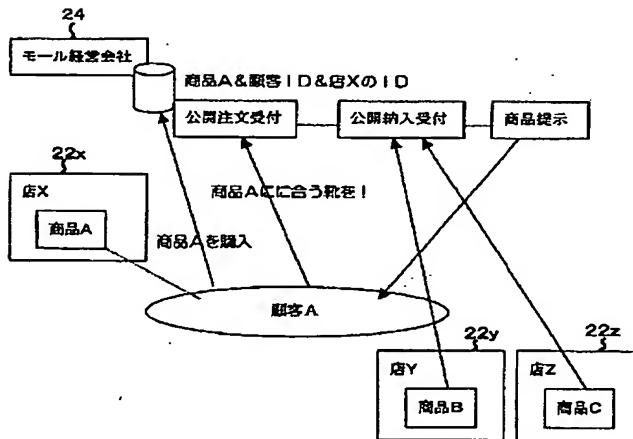 24
モール経営会社
商品A&顧客ID&店XのID
公開注文受付
公開納入受付
商品提示
22x
店X
商品A
商品Aにに合う靴を!
商品Aを購入
顧客A
22y
店Y
商品B
22z
店Z
商品C